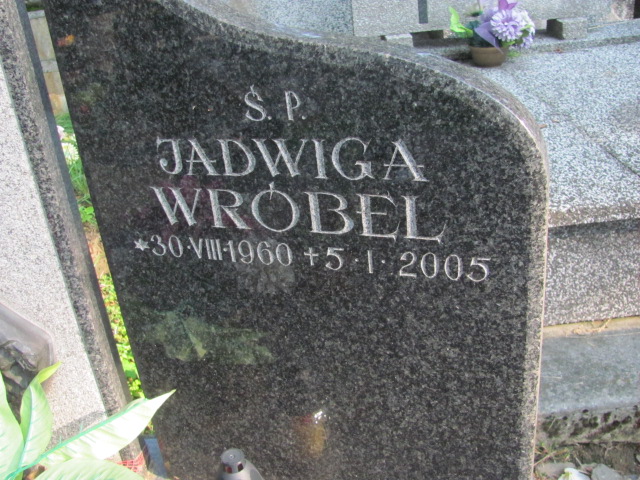 Ś. P.
JADWIGA
WRÓBEL
*30·VIII·1960 +5·I·2005